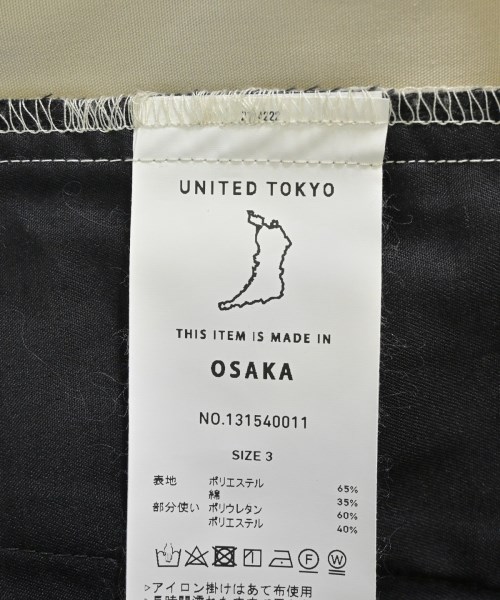 UNITED TOKYO
THIS ITEM IS MADE IN
OSAKA
NO.131540011
SIZE 3
表地 ポリエステル 65%
綿 35%
部分使い ポリウレタン 60%
ポリエステル 40%
F W
>アイロン掛けはあて布使用